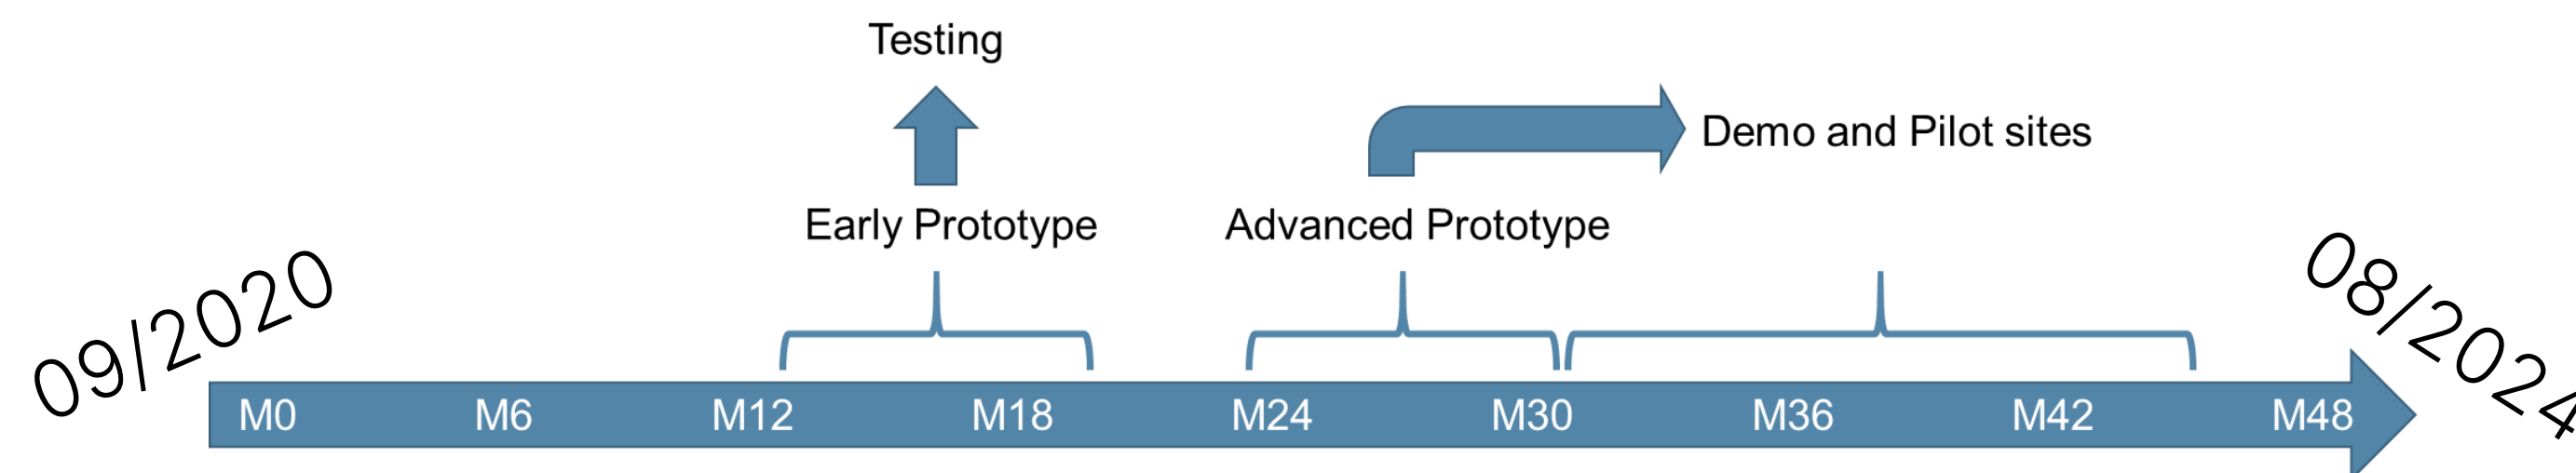 Testing
Demo and Pilot sites
Early Prototype
Advanced Prototype
09/2020
08/2024
M0
M6
M12
M18
M24
M30
M36
M42
M48